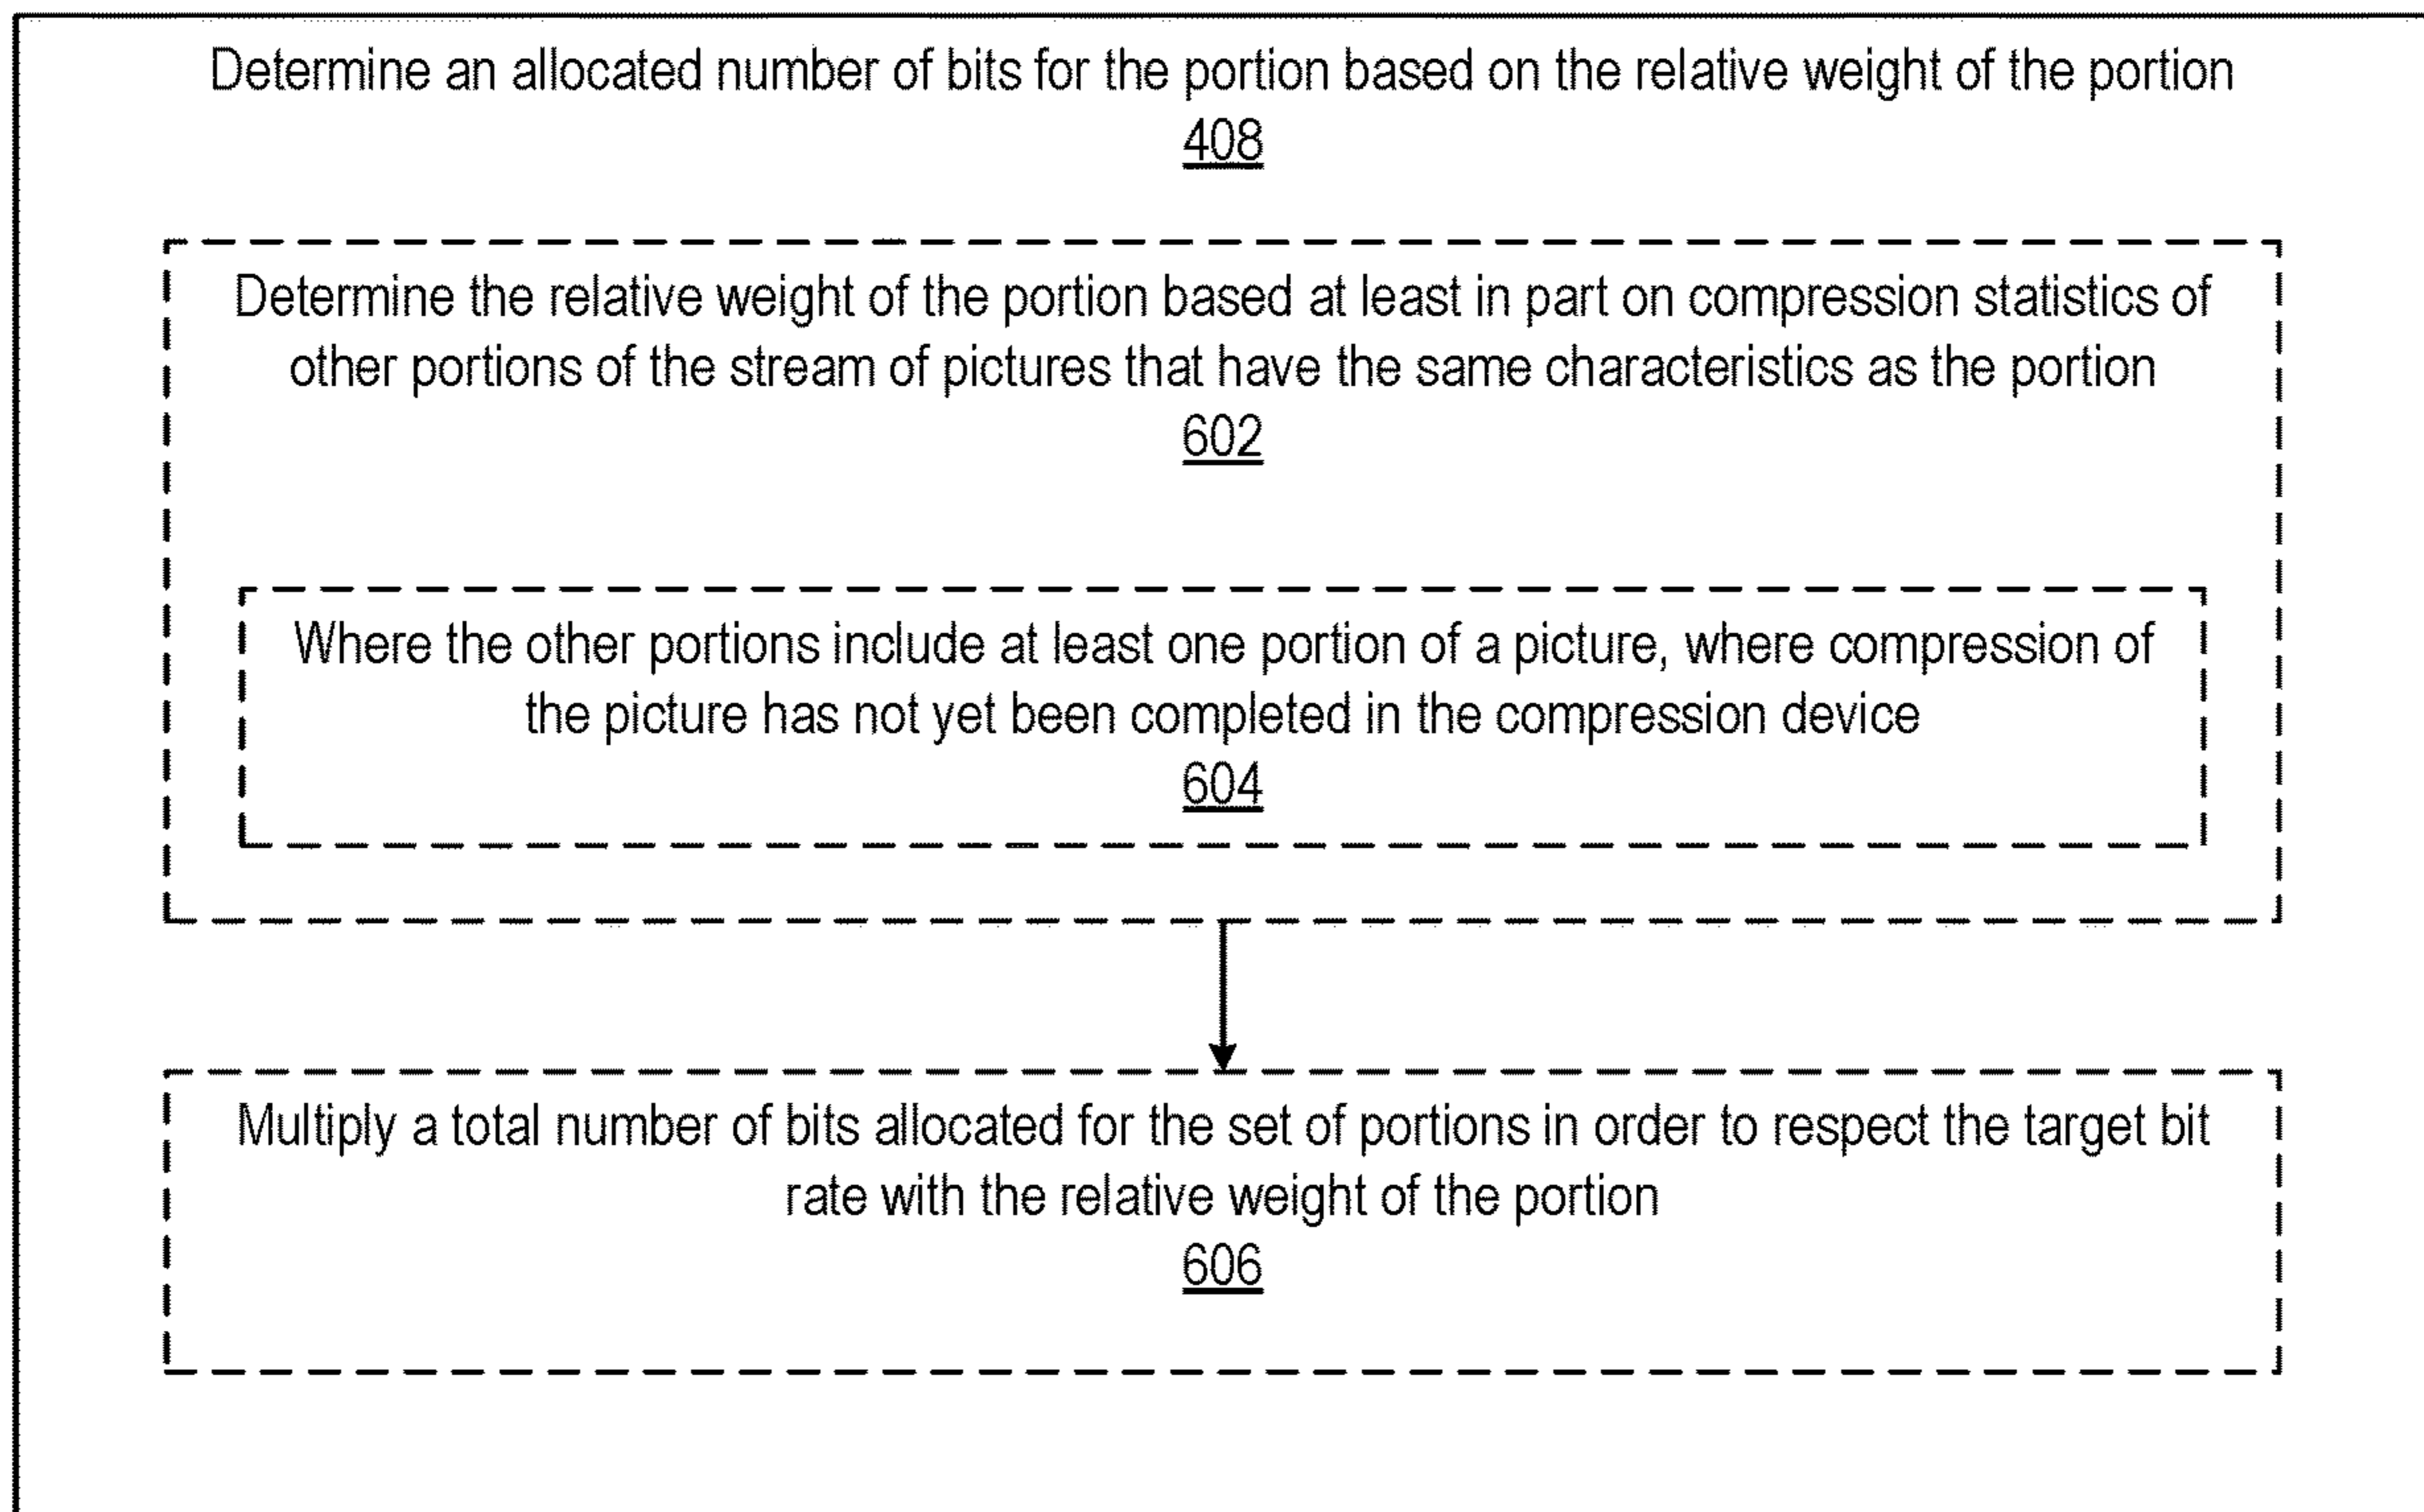 Determine an allocated number of bits for the portion based on the relative weight of the portion
408
Determine the relative weight of the portion based at least in part on compression statistics of
other portions of the stream of pictures that have the same characteristics as the portion
602
Where the other portions include at least one portion of a picture, where compression of
the picture has not yet been completed in the compression device
604
Multiply a total number of bits allocated for the set of portions in order to respect the target bit
rate with the relative weight of the portion
606